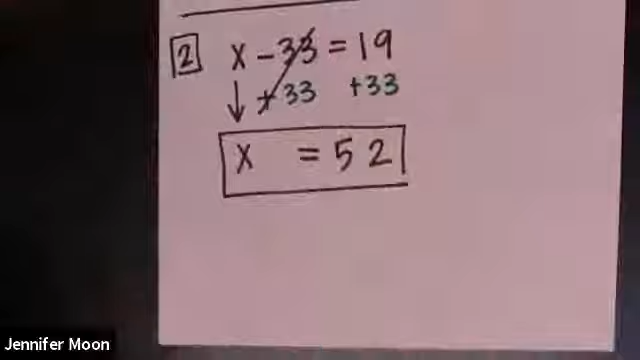 2 x - 33 = 19
+33 +33
x = 52
Jennifer Moon